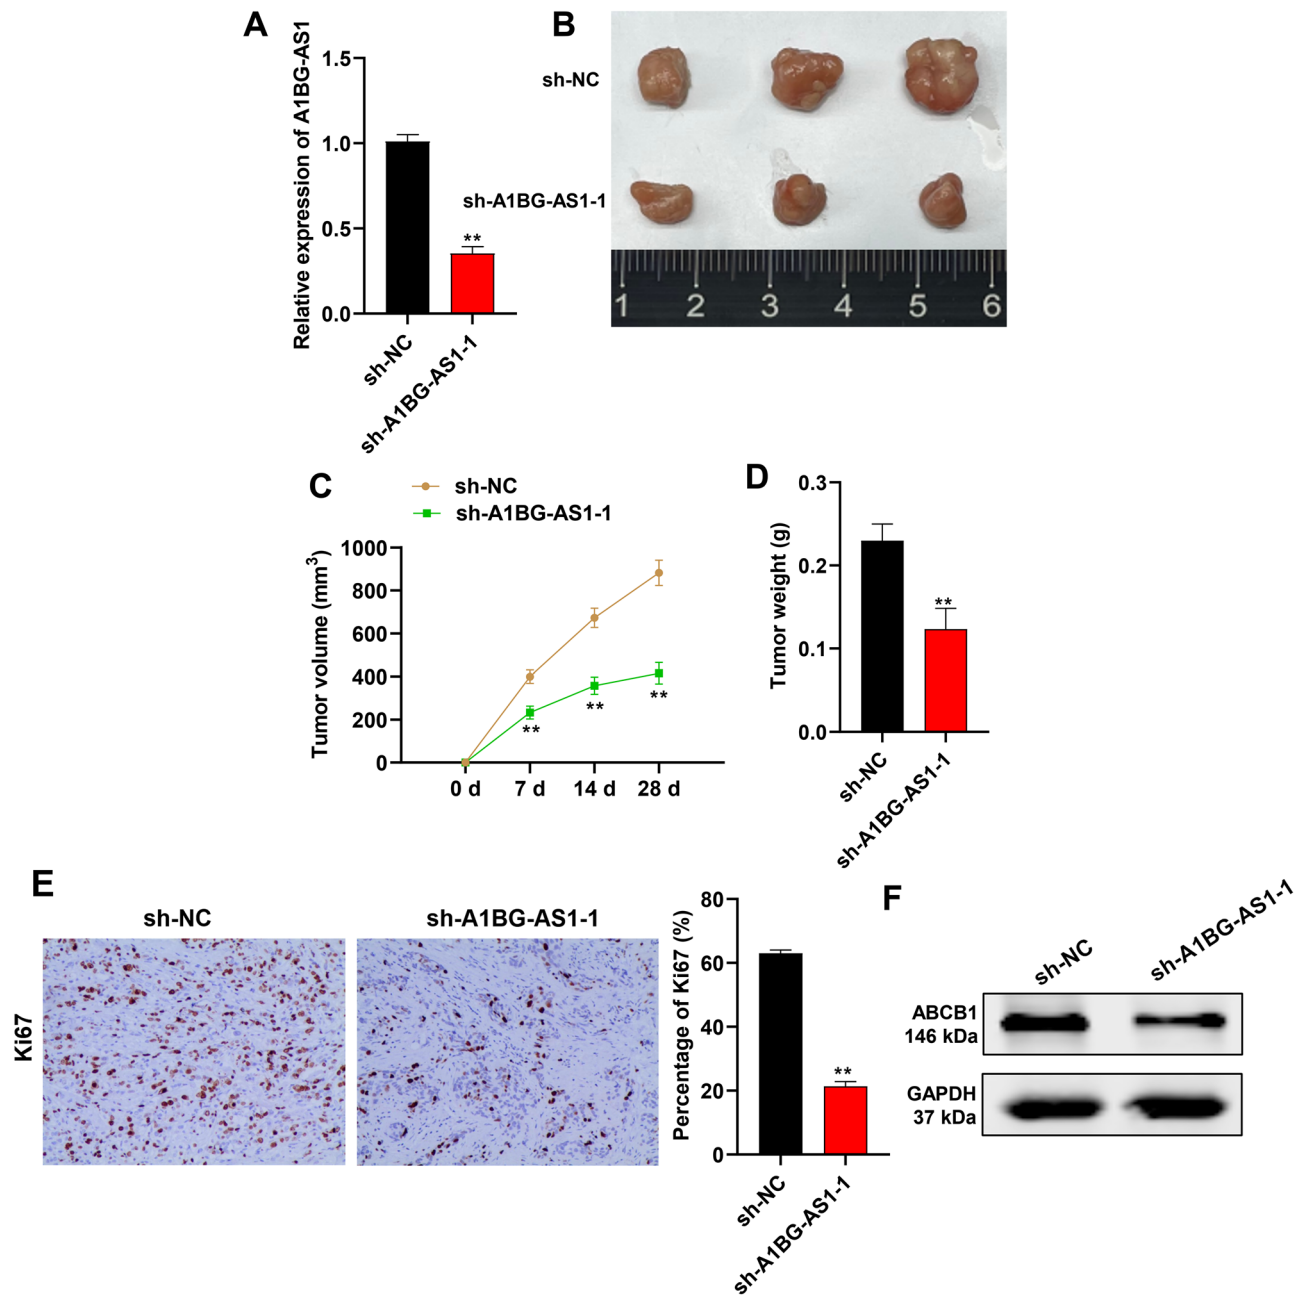 A
Relative expression of A1BG-AS1
1.5
1.0
0.5
0.0
**
sh-NC
sh-A1BG-AS1-1
B
sh-NC
sh-A1BG-AS1-1
1 2 3 4 5 6
C
sh-NC
sh-A1BG-AS1-1
Tumor volume (mm³)
1000
800
600
400
200
0
**
**
**
0 d 7 d 14 d 28 d
D
Tumor weight (g)
0.3
0.2
0.1
0.0
**
sh-NC
sh-A1BG-AS1-1
E
sh-NC
sh-A1BG-AS1-1
Ki67
Percentage of Ki67 (%)
80
60
40
20
0
**
sh-NC
sh-A1BG-AS1-1
F
sh-NC
sh-A1BG-AS1-1
ABCB1
146 kDa
GAPDH
37 kDa